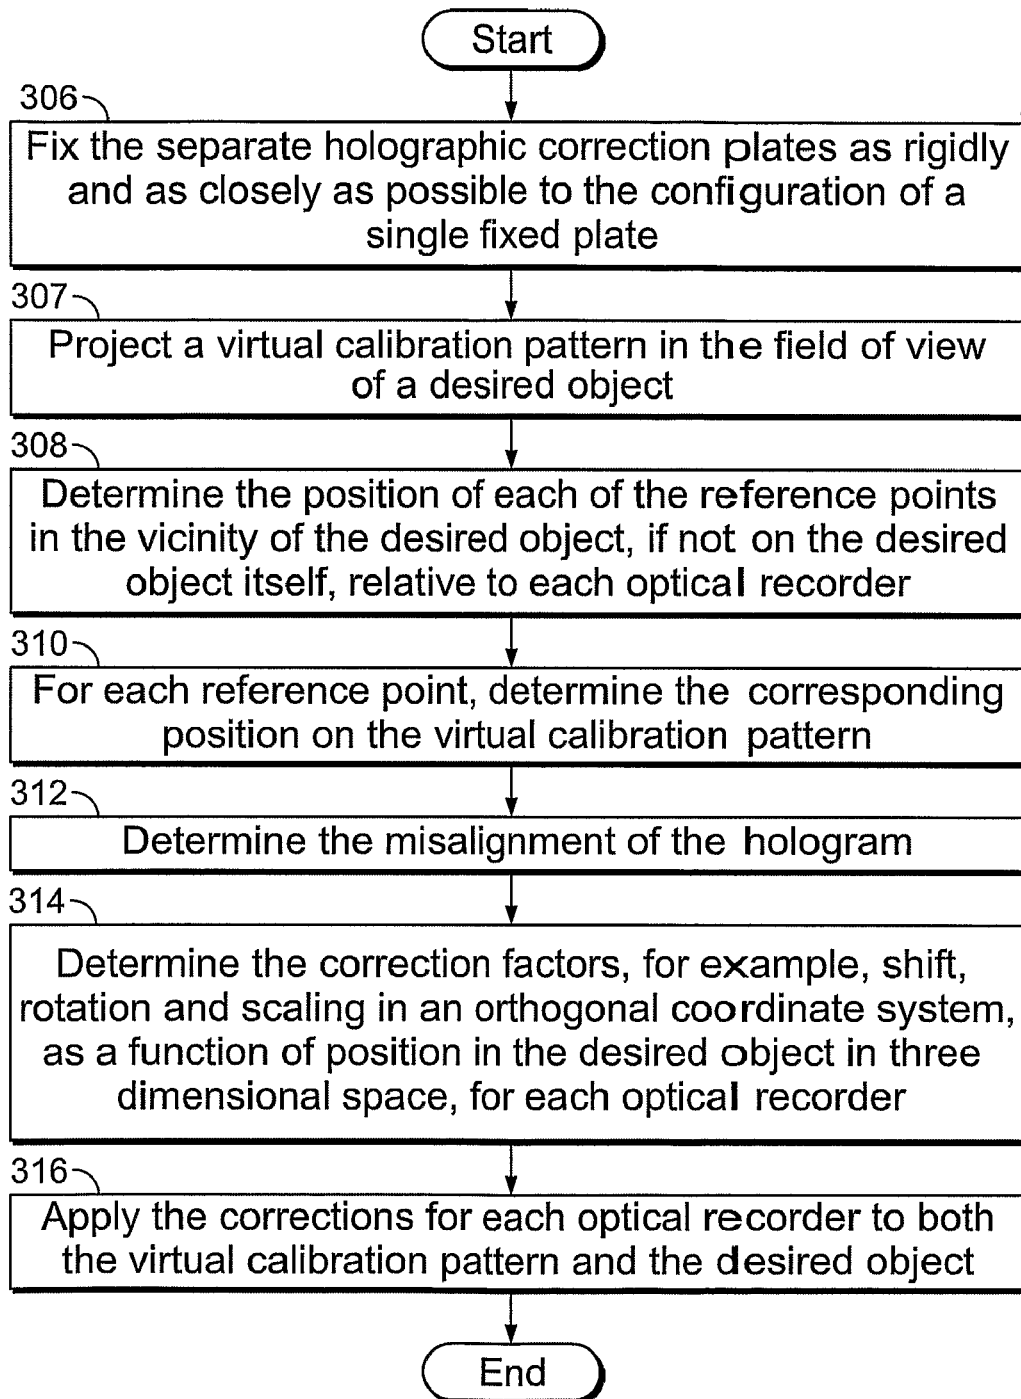 Start
306
Fix the separate holographic correction plates as rigidly
and as closely as possible to the configuration of a
single fixed plate
307
Project a virtual calibration pattern in the field of view
of a desired object
308
Determine the position of each of the reference points
in the vicinity of the desired object, if not on the desired
object itself, relative to each optical recorder
310
For each reference point, determine the corresponding
position on the virtual calibration pattern
312
Determine the misalignment of the hologram
314
Determine the correction factors, for example, shift,
rotation and scaling in an orthogonal coordinate system,
as a function of position in the desired object in three
dimensional space, for each optical recorder
316
Apply the corrections for each optical recorder to both
the virtual calibration pattern and the desired object
End